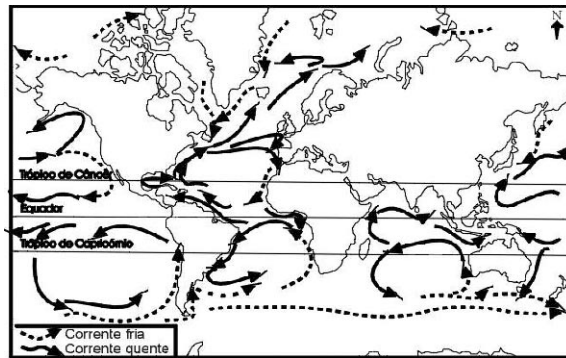 N
Trópico de Câncer
Equador
Trópico de Capricórnio
Corrente fria
Corrente quente